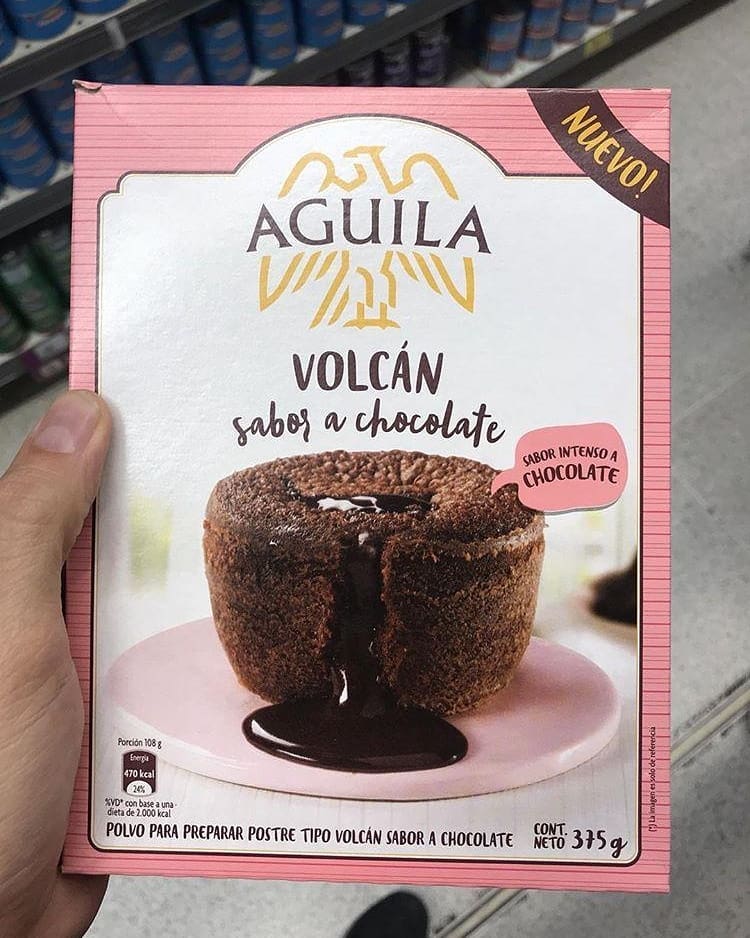 NUEVO!
AGUILA
VOLCÁN
sabor a chocolate
SABOR INTENSO A
CHOCOLATE
Porción 108 g
Energía
470 kcal
24%
%VD* con base a una
dieta de 2.000 kcal
POLVO PARA PREPARAR POSTRE TIPO VOLCÁN SABOR A CHOCOLATE
CONT.
NETO 375g
(*) La imagen es solo de referencia